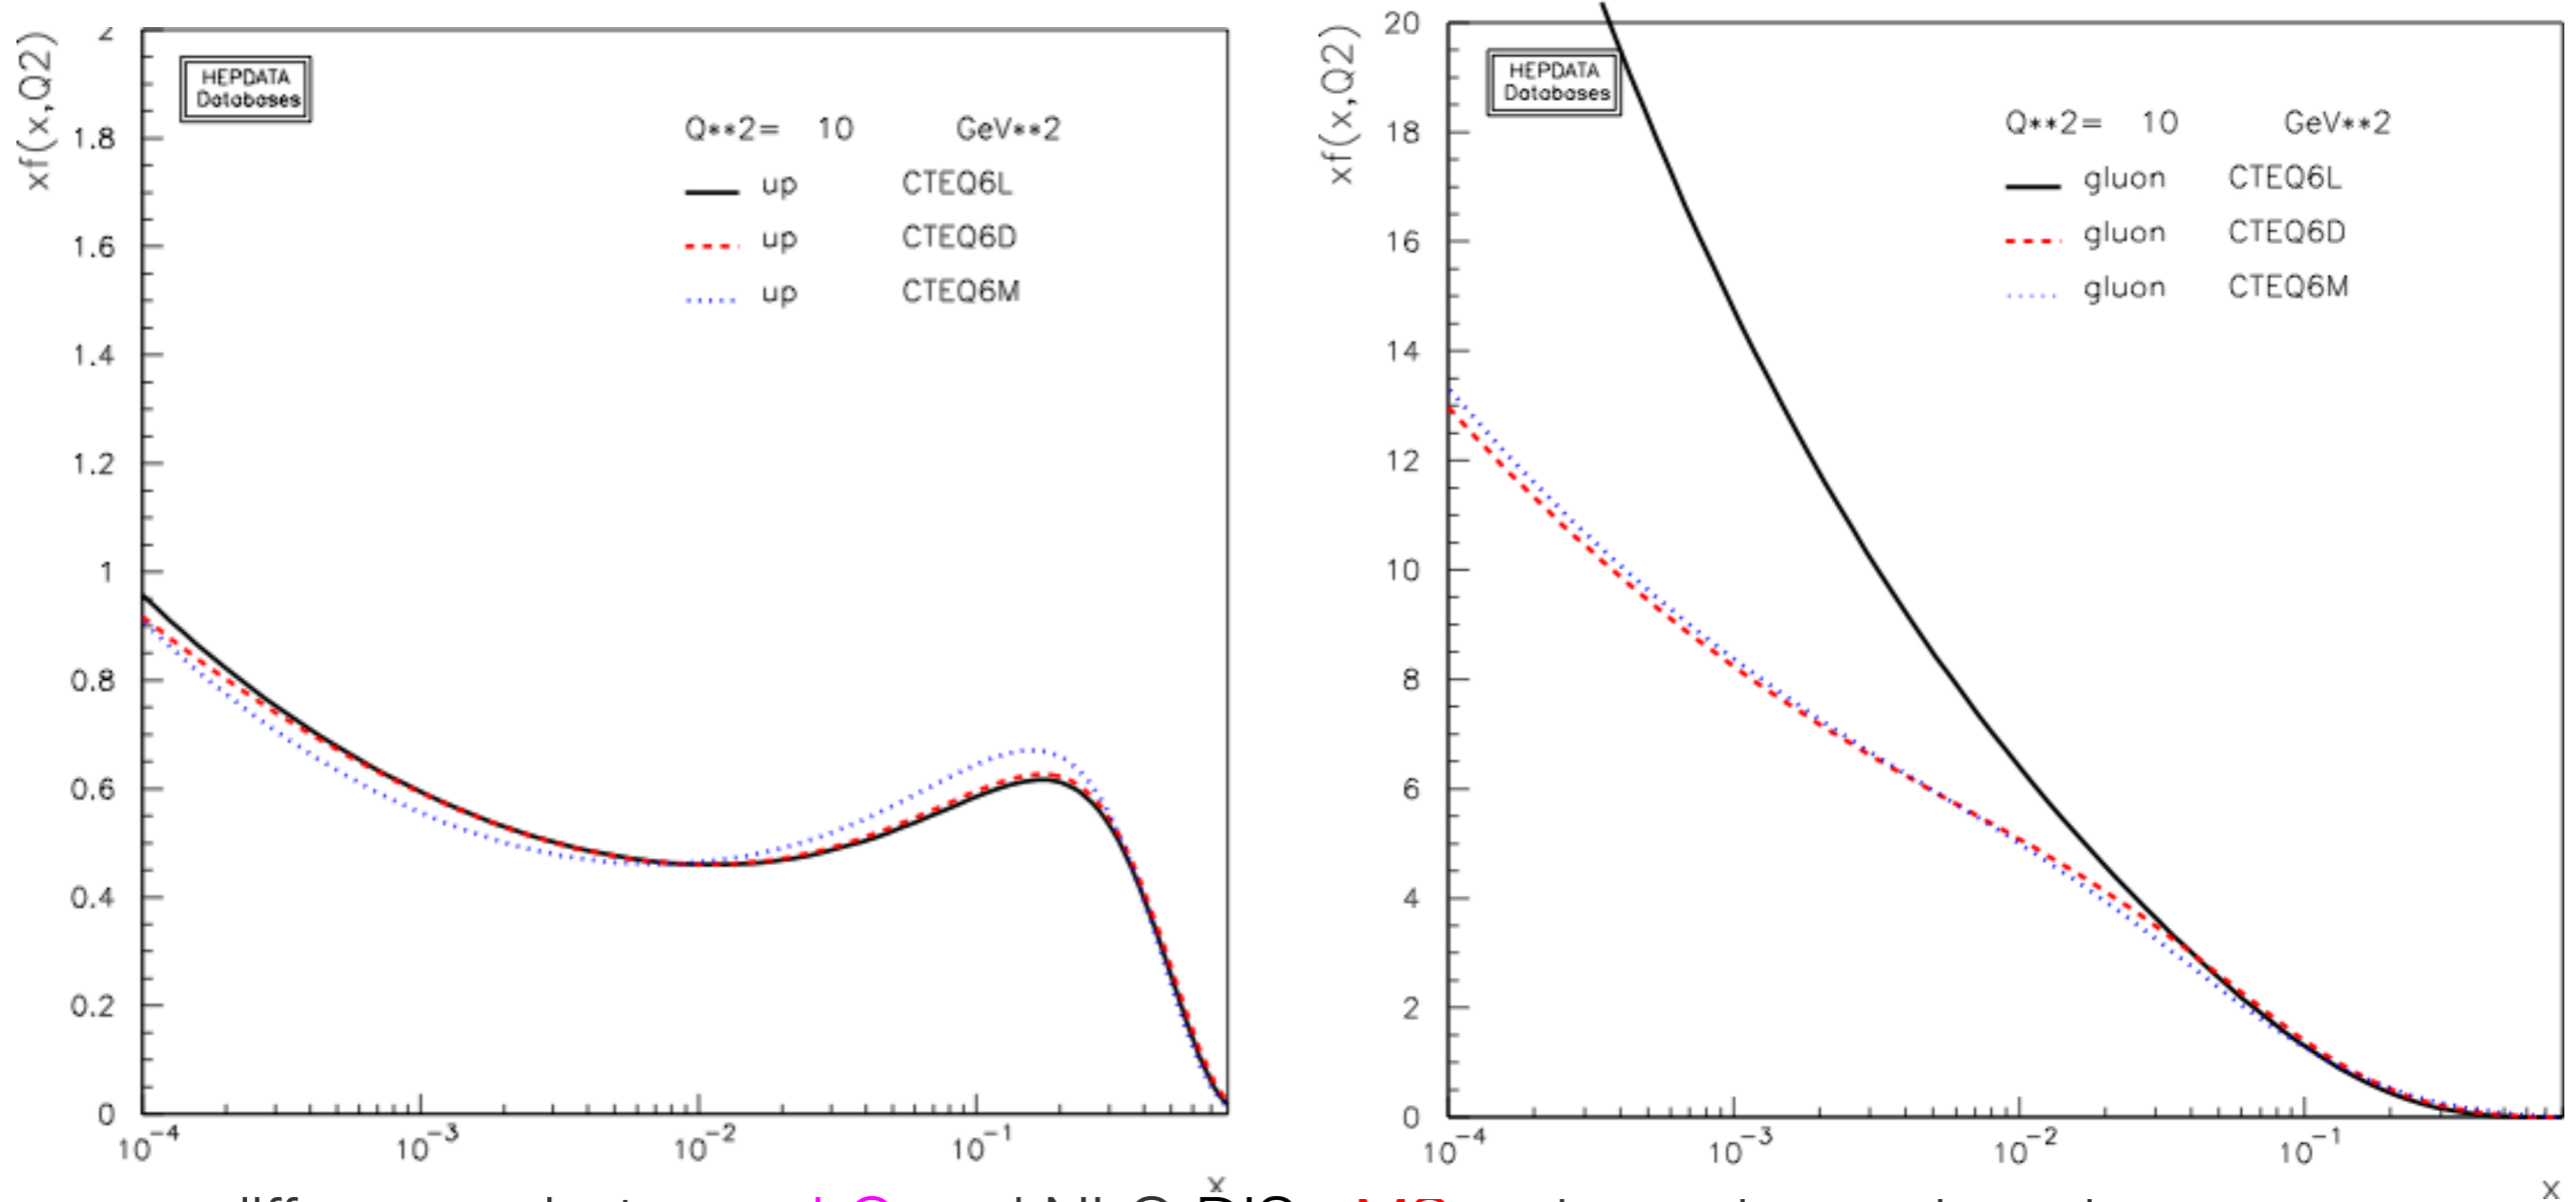 xf(x,Q2)
2
1.8
1.6
1.4
1.2
1
0.8
0.6
0.4
0.2
0
HEPDATA
Databases
Q**2= 10 GeV**2
up CTEQ6L
up CTEQ6D
up CTEQ6M
10⁻⁴ 10⁻³ 10⁻² 10⁻¹
x
xf(x,Q2)
20
18
16
14
12
10
8
6
4
2
0
HEPDATA
Databases
Q**2= 10 GeV**2
gluon CTEQ6L
gluon CTEQ6D
gluon CTEQ6M
10⁻⁴ 10⁻³ 10⁻² 10⁻¹
x